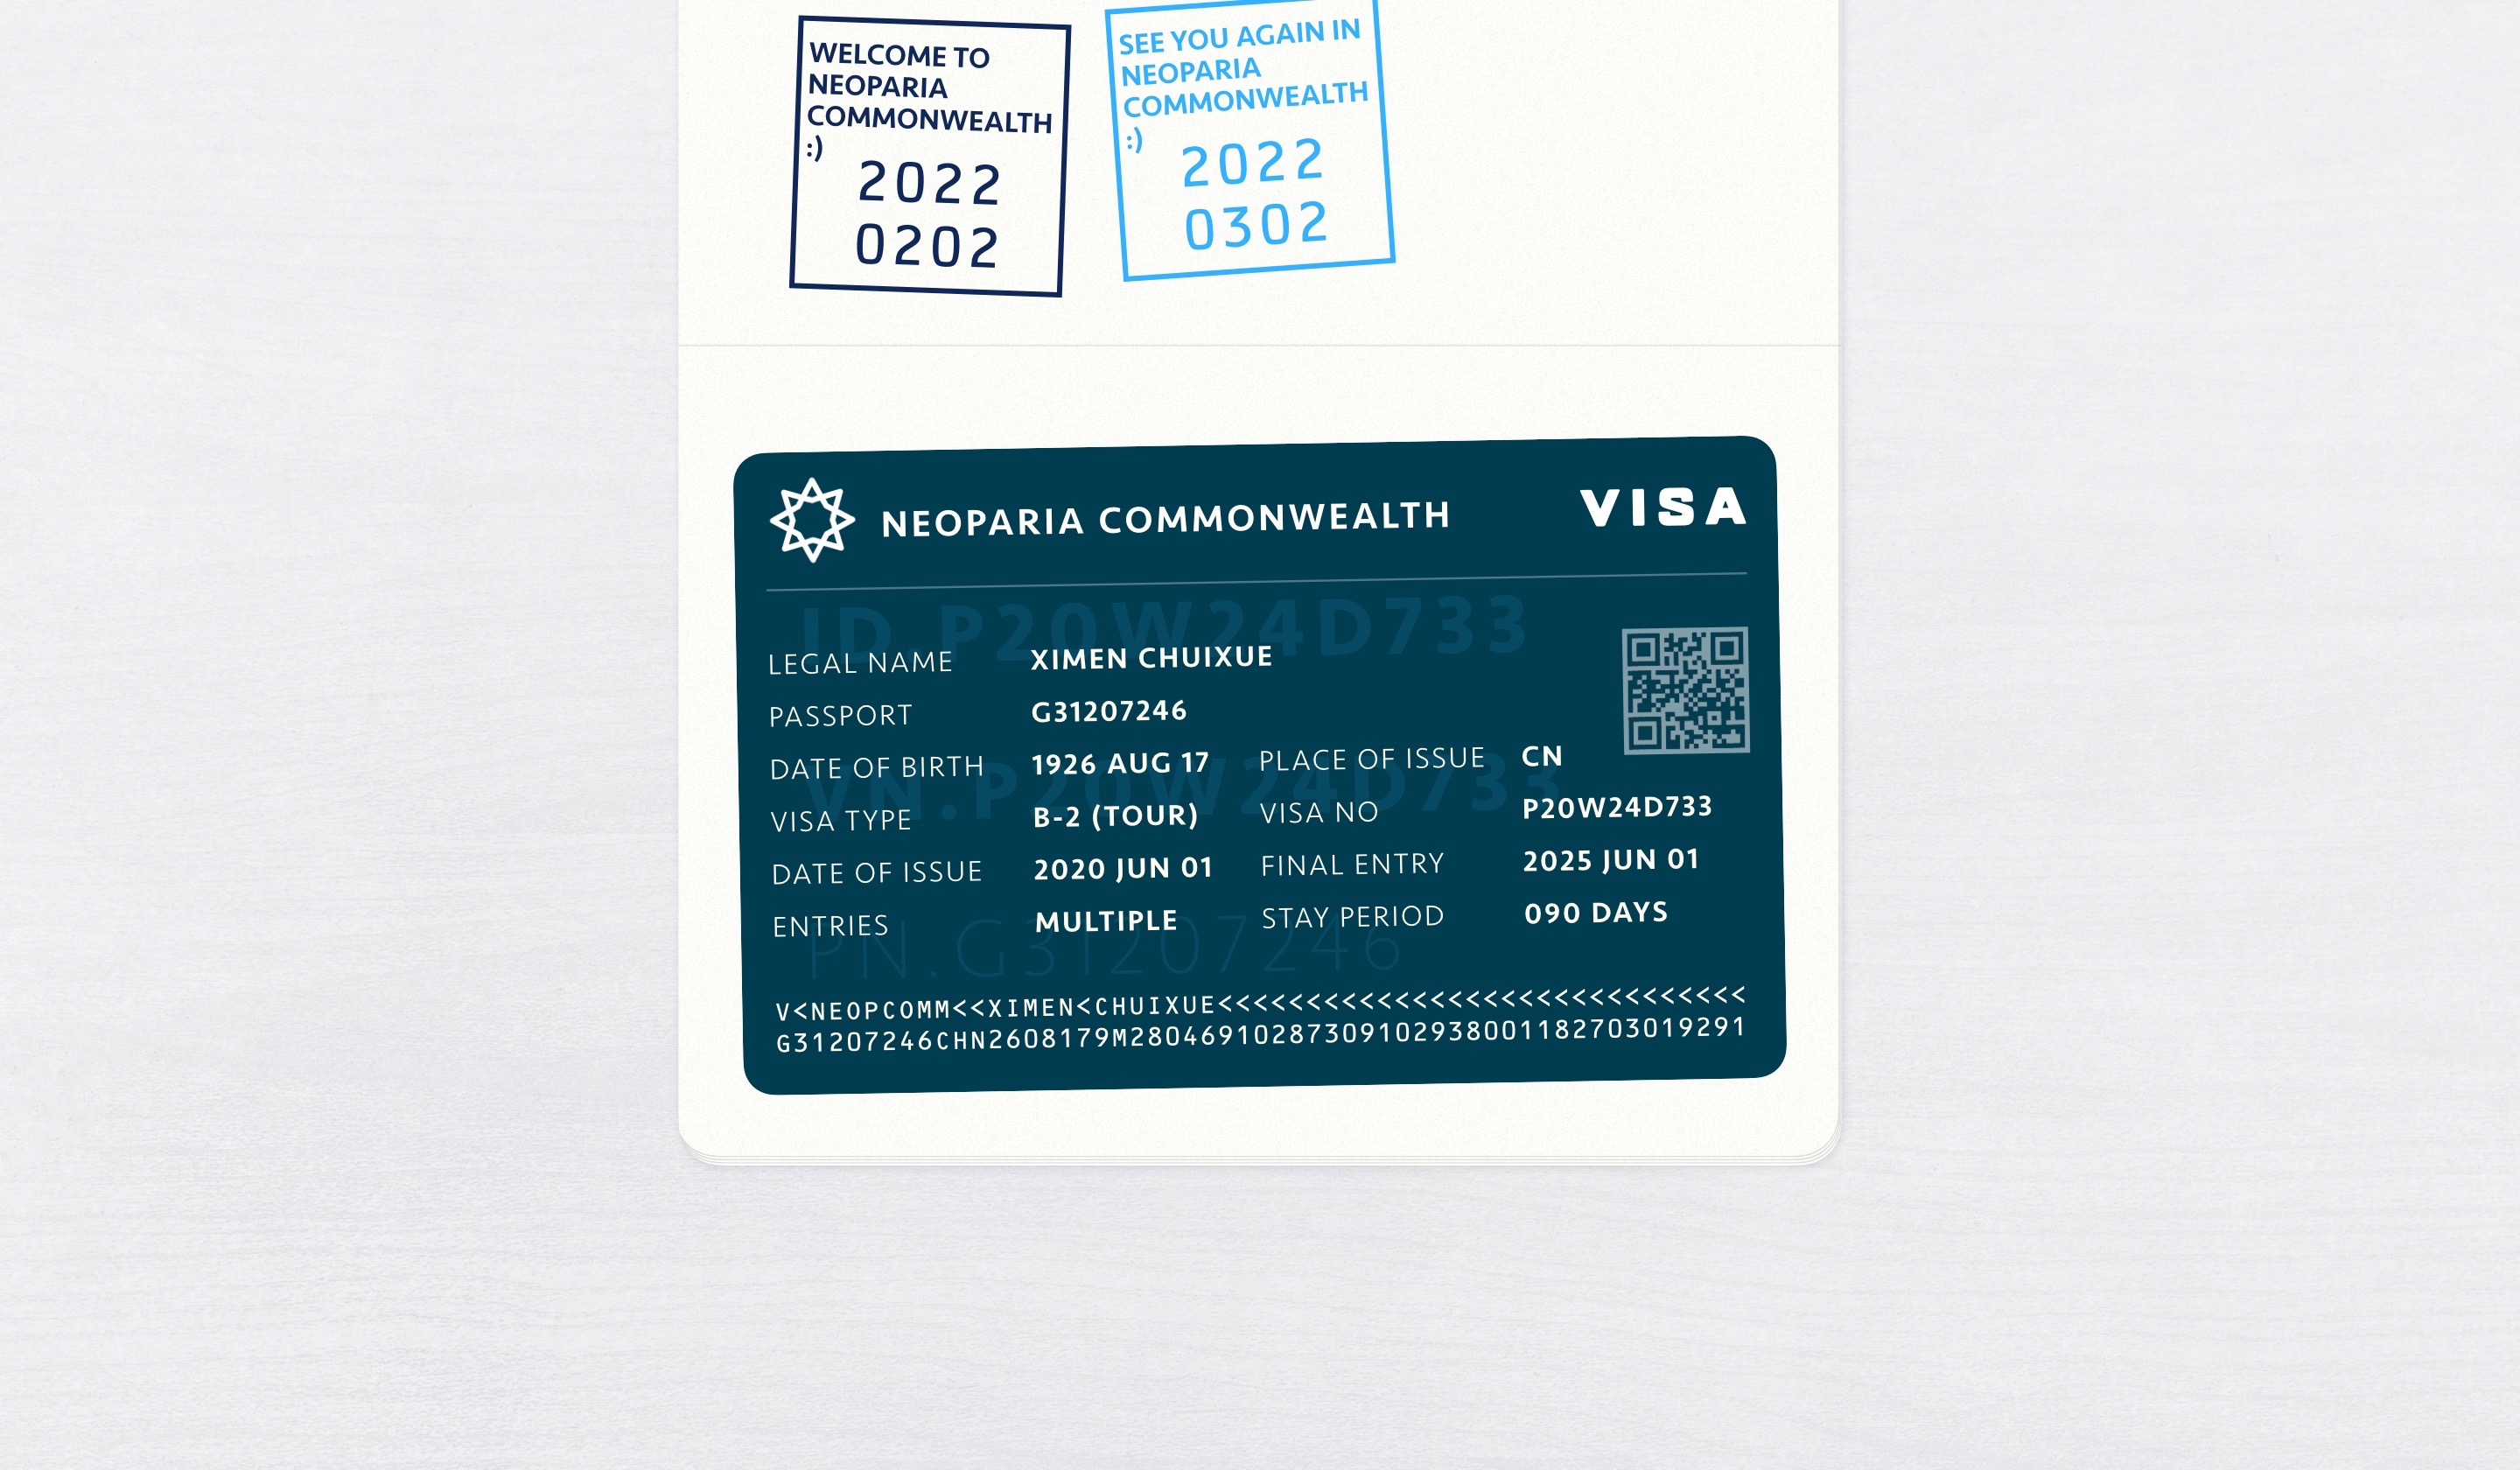 WELCOME TO
NEOPARIA
COMMONWEALTH
:)
2022
0202
SEE YOU AGAIN IN
NEOPARIA
COMMONWEALTH
:)
2022
0302
NEOPARIA COMMONWEALTH
VISA
ID.P20W24D733
LEGAL NAME XIMEN CHUIXUE
PASSPORT G31207246
DATE OF BIRTH 1926 AUG 17 PLACE OF ISSUE CN
VN.P20W24D733
VISA TYPE B-2 (TOUR) VISA NO P20W24D733
DATE OF ISSUE 2020 JUN 01 FINAL ENTRY 2025 JUN 01
ENTRIES MULTIPLE STAY PERIOD 090 DAYS
PN.G31207246
V<NEOPCOMM<<XIMEN<CHUIXUE<<<<<<<<<<<<<<<<<<<<<<<<<<<<<<
G31207246CHN2608179M28046910287309102938001182703019291